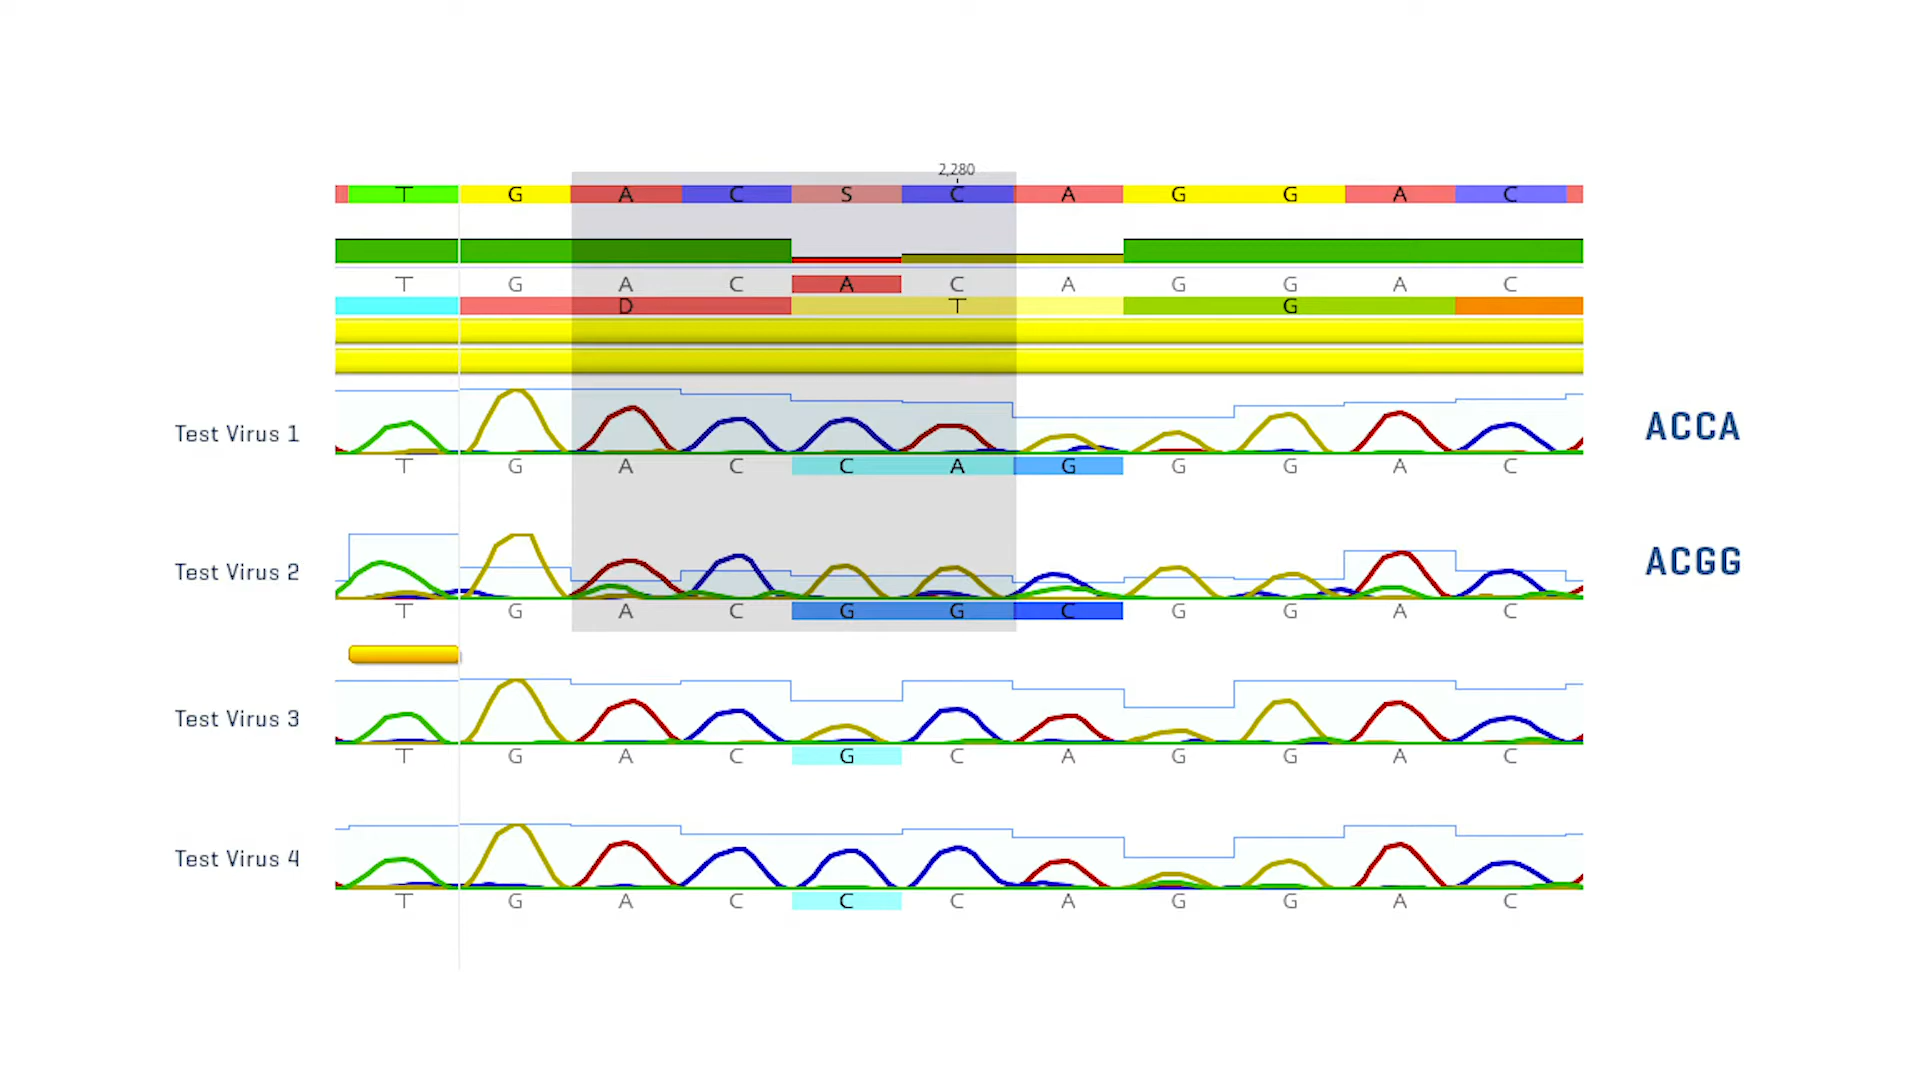 2,280
T G A C S C A G G A C
T G A C A C A G G A C
D T G
Test Virus 1
ACCA
T G A C C A G G G A C
Test Virus 2
ACGG
T G A C G G C G G A C
Test Virus 3
T G A C G C A G G A C
Test Virus 4
T G A C C C A G G A C